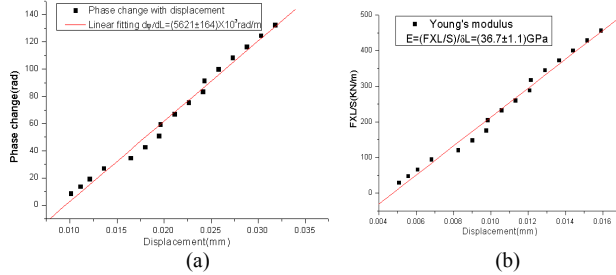 Phase change with displacement
Linear fitting dφ/dL=(5621±164)X10³rad/m
Phase change(rad)
140
120
100
80
60
40
20
0
0.010 0.015 0.020 0.025 0.030 0.035
Displacement(mm)
(a)
Young's modulus
E=(FXL/S)/δL=(36.7±1.1)GPa
FXL/S(KN/m)
500
400
300
200
100
0
0.004 0.006 0.008 0.010 0.012 0.014 0.016
Displacement(mm)
(b)